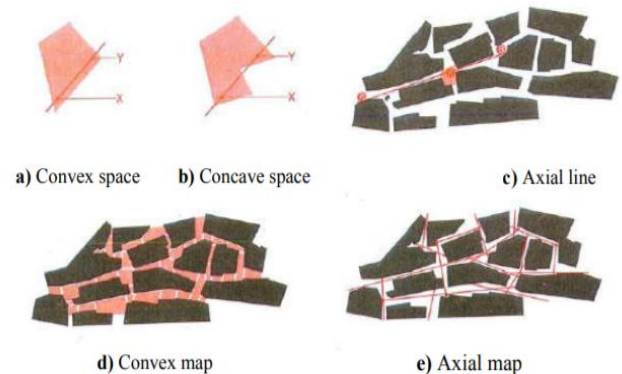 Y
X
Y
X
a) Convex space
b) Concave space
c) Axial line
d) Convex map
e) Axial map